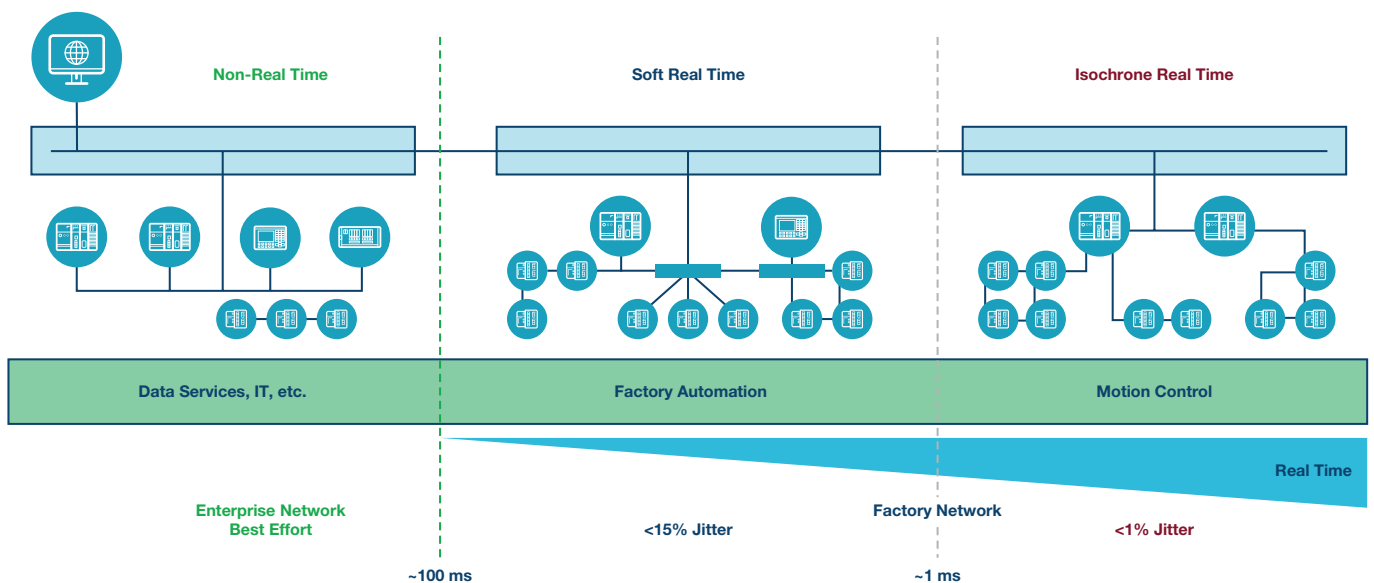 Non-Real Time
Soft Real Time
Isochrone Real Time
Data Services, IT, etc.
Factory Automation
Motion Control
Real Time
Enterprise Network
Best Effort
<15% Jitter
Factory Network
<1% Jitter
~100 ms
~1 ms